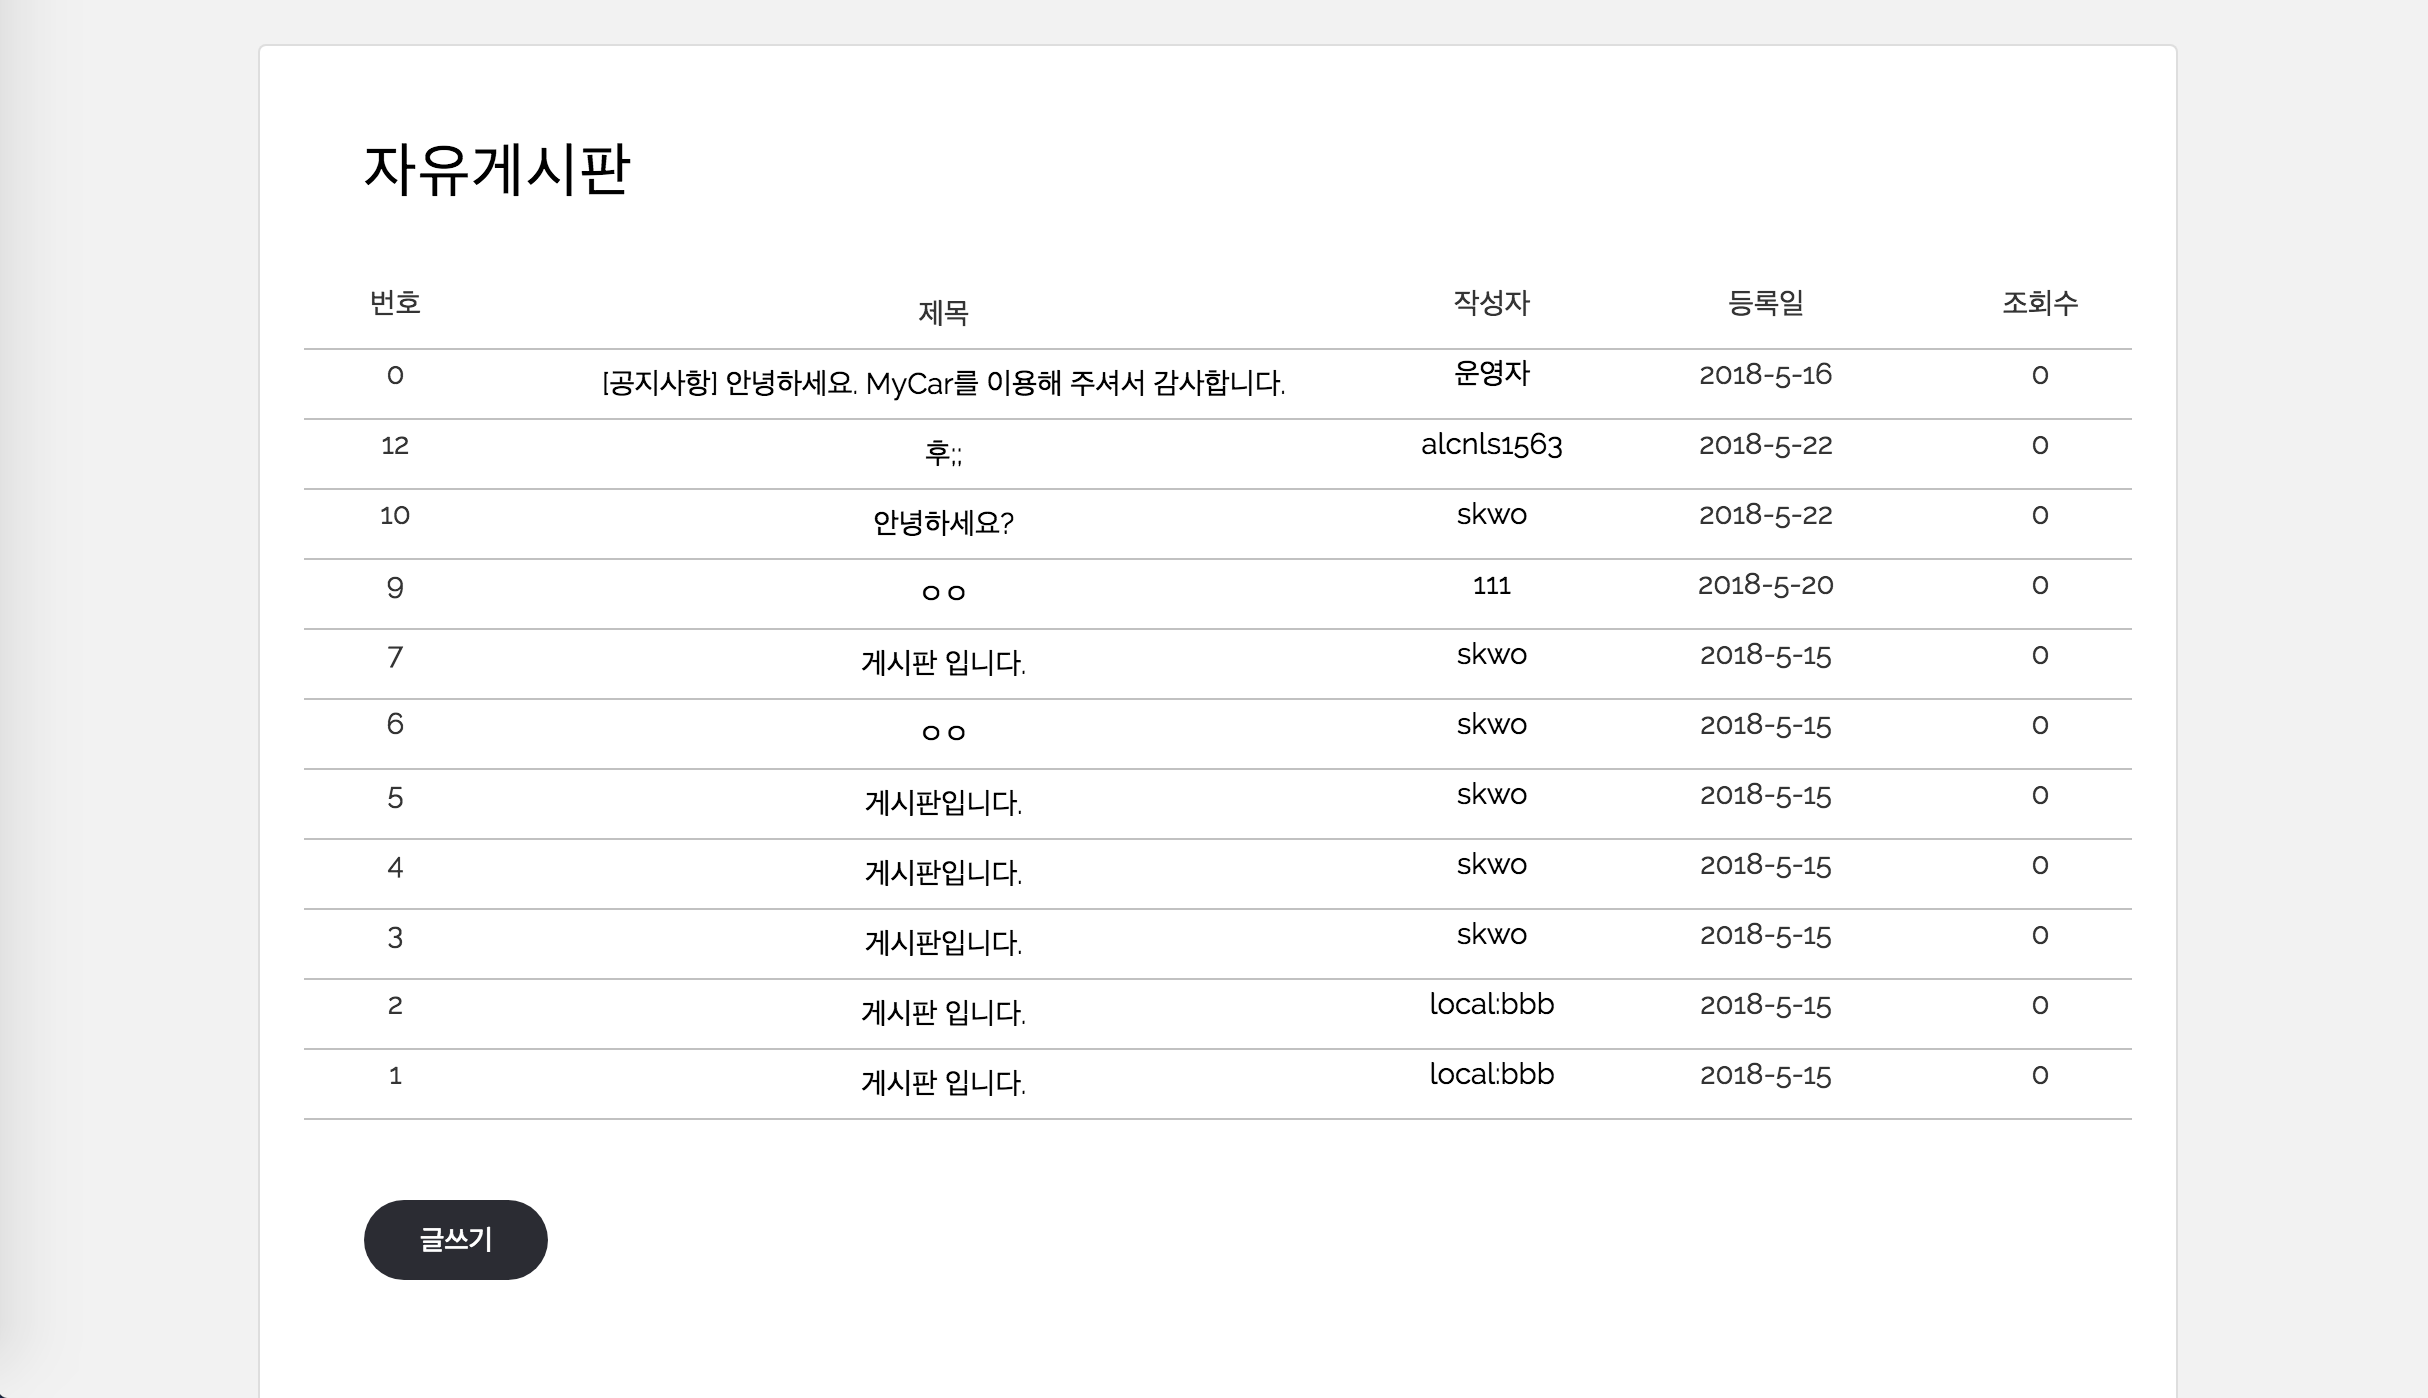 자유게시판
번호 제목 작성자 등록일 조회수
0 [공지사항] 안녕하세요. MyCar를 이용해 주셔서 감사합니다. 운영자 2018-5-16 0
12 후;; alcnls1563 2018-5-22 0
10 안녕하세요? skwo 2018-5-22 0
9 ㅇㅇ 111 2018-5-20 0
7 게시판 입니다. skwo 2018-5-15 0
6 ㅇㅇ skwo 2018-5-15 0
5 게시판입니다. skwo 2018-5-15 0
4 게시판입니다. skwo 2018-5-15 0
3 게시판입니다. skwo 2018-5-15 0
2 게시판 입니다. local:bbb 2018-5-15 0
1 게시판 입니다. local:bbb 2018-5-15 0
글쓰기